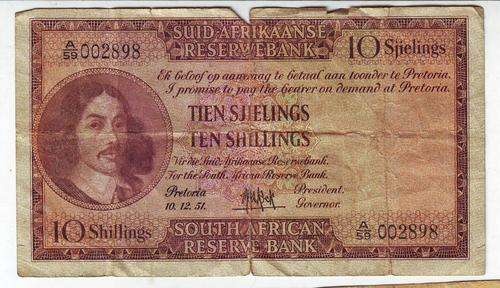 SUID-AFRIKAANSE
RESERWEBANK
A/59 002898
10 Sjielings
Ek beloof op aanvraag te betaal aan toonder te Pretoria.
I promise to pay the bearer on demand at Pretoria.
TIEN SJIELINGS
TEN SHILLINGS
Vir die Suid-Afrikaanse Reserwebank.
For the South African Reserve Bank.
Pretoria
10.12.51.
President.
Governor.
10 Shillings
SOUTH AFRICAN
RESERVE BANK
A/59 002898